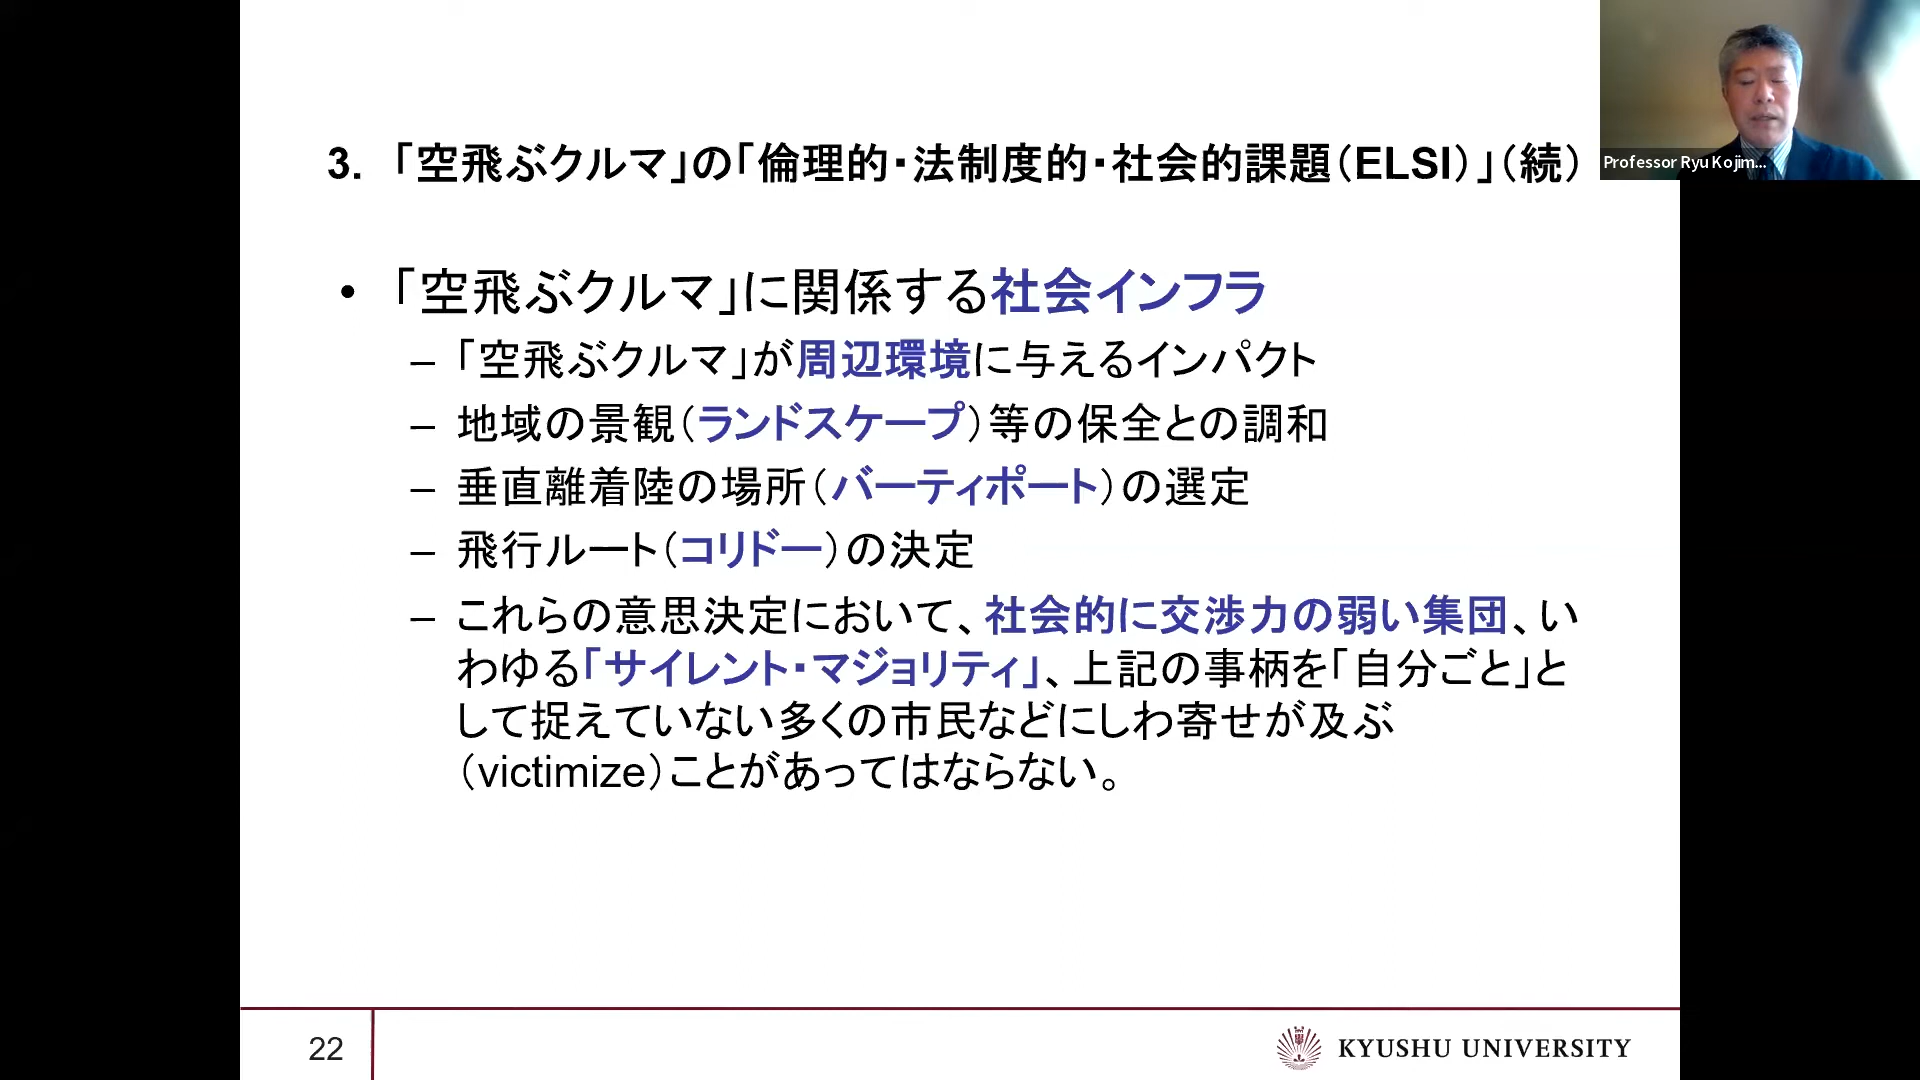 3. 「空飛ぶクルマ」の「倫理的・法制度的・社会的課題（ELSI）」（続）
Professor Ryu Kojim...
• 「空飛ぶクルマ」に関係する社会インフラ
– 「空飛ぶクルマ」が周辺環境に与えるインパクト
– 地域の景観（ランドスケープ）等の保全との調和
– 垂直離着陸の場所（バーティポート）の選定
– 飛行ルート（コリドー）の決定
– これらの意思決定において、社会的に交渉力の弱い集団、い
わゆる「サイレント・マジョリティ」、上記の事柄を「自分ごと」と
して捉えていない多くの市民などにしわ寄せが及ぶ
（victimize）ことがあってはならない。
22
KYUSHU UNIVERSITY